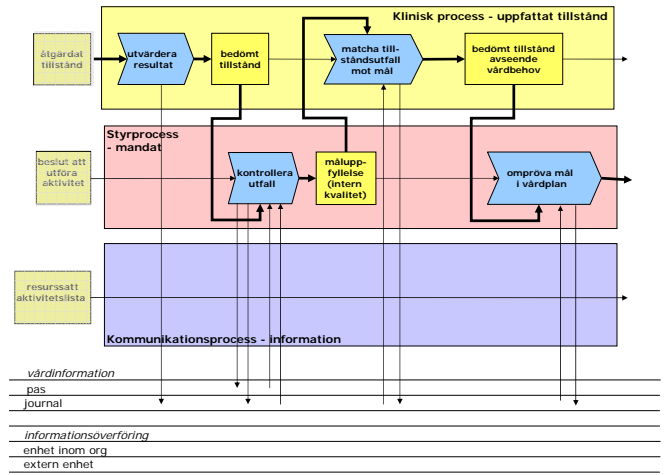 Klinisk process - uppfattat tillstånd
åtgärdat
tillstånd
utvärdera
resultat
bedömt
tillstånd
matcha till-
ståndsutfall
mot mål
bedömt tillstånd
avseende
vårdbehov
Styrprocess
- mandat
beslut att
utföra
aktivitet
kontrollera
utfall
måluppp-
fyllelse
(intern
kvalitet)
ompröva mål
i vårdplan
resurssatt
aktivitetslista
Kommunikationsprocess - information
vårdinformation
pas
journal
informationsöverföring
enhet inom org
extern enhet